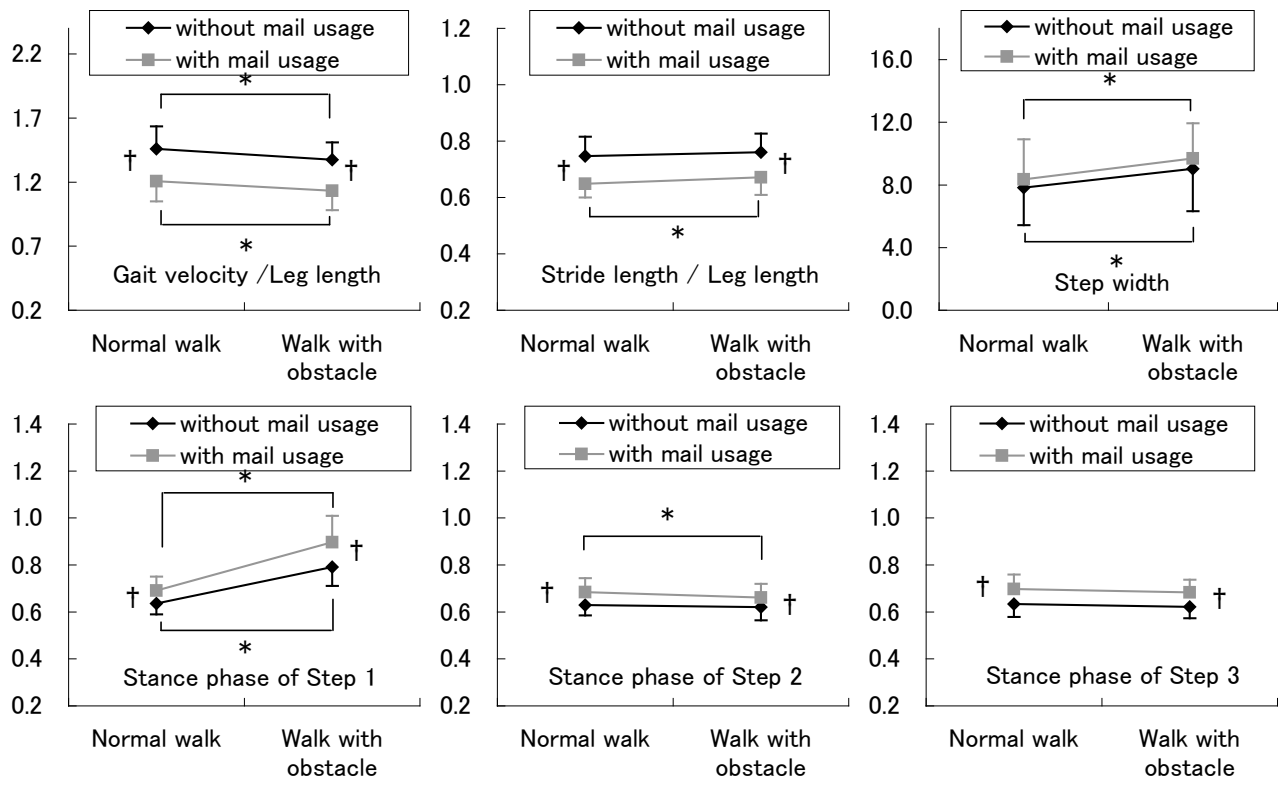 without mail usage
with mail usage
*
2.2
1.7
1.2
0.7
0.2
†
†
*
Gait velocity /Leg length
Normal walk
Walk with
obstacle
without mail usage
with mail usage
1.2
1.0
0.8
0.6
0.4
0.2
†
†
*
Stride length / Leg length
Normal walk
Walk with
obstacle
without mail usage
with mail usage
*
16.0
12.0
8.0
4.0
0.0
*
Step width
Normal walk
Walk with
obstacle
without mail usage
with mail usage
*
1.4
1.2
1.0
0.8
0.6
0.4
0.2
†
†
*
Stance phase of Step 1
Normal walk
Walk with
obstacle
without mail usage
with mail usage
*
1.4
1.2
1.0
0.8
0.6
0.4
0.2
†
†
Stance phase of Step 2
Normal walk
Walk with
obstacle
without mail usage
with mail usage
1.4
1.2
1.0
0.8
0.6
0.4
0.2
†
†
Stance phase of Step 3
Normal walk
Walk with
obstacle